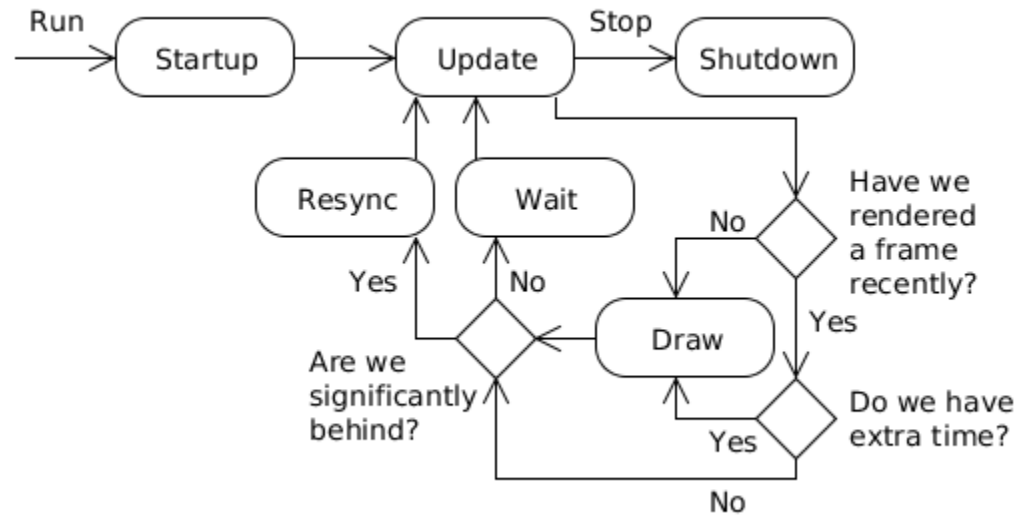 Run
Startup
Update
Stop
Shutdown
Resync
Wait
Have we
rendered
a frame
recently?
No
Yes
No
Yes
Draw
Are we
significantly
behind?
Do we have
extra time?
Yes
No